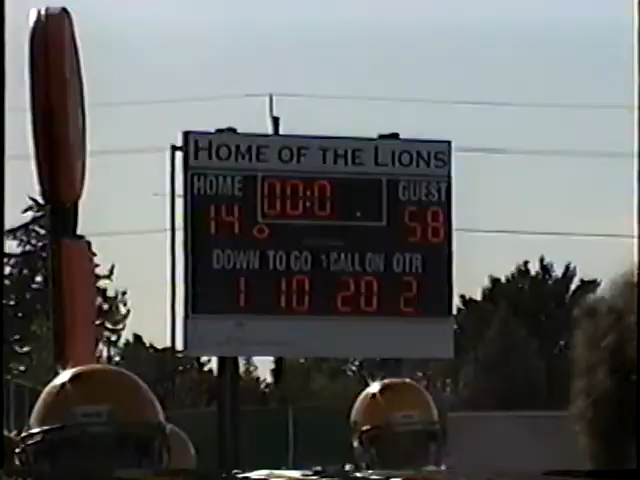 HOME OF THE LIONS
HOME 00:0 GUEST
14 58
DOWN TO GO BALL ON QTR
1 10 20 2